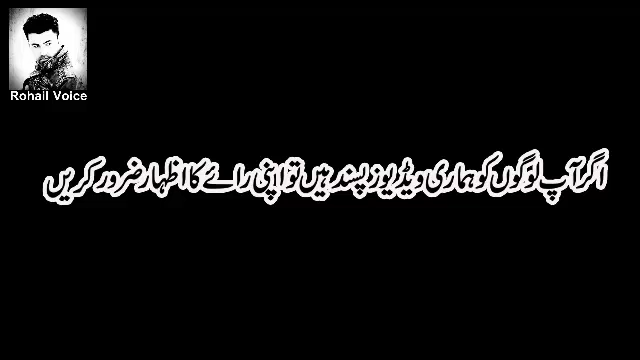 Rohail Voice
اگر آپ لوگوں کو ہماری ویڈیوز پسند ہیں تو اپنی رائے کا اظہار ضرور کریں